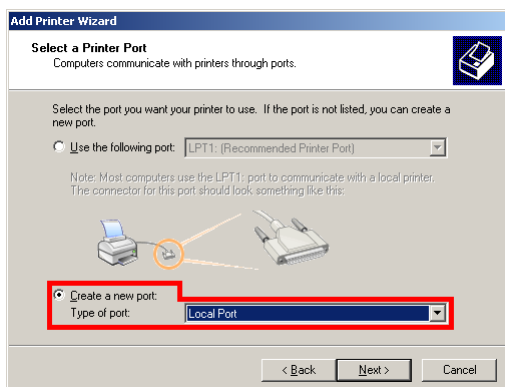 Add Printer Wizard
Select a Printer Port
Computers communicate with printers through ports.
Select the port you want your printer to use. If the port is not listed, you can create a
new port.
Use the following port: LPT1: (Recommended Printer Port)
Note: Most computers use the LPT1: port to communicate with a local printer.
The connector for this port should look something like this:
Create a new port:
Type of port: Local Port
< Back Next > Cancel